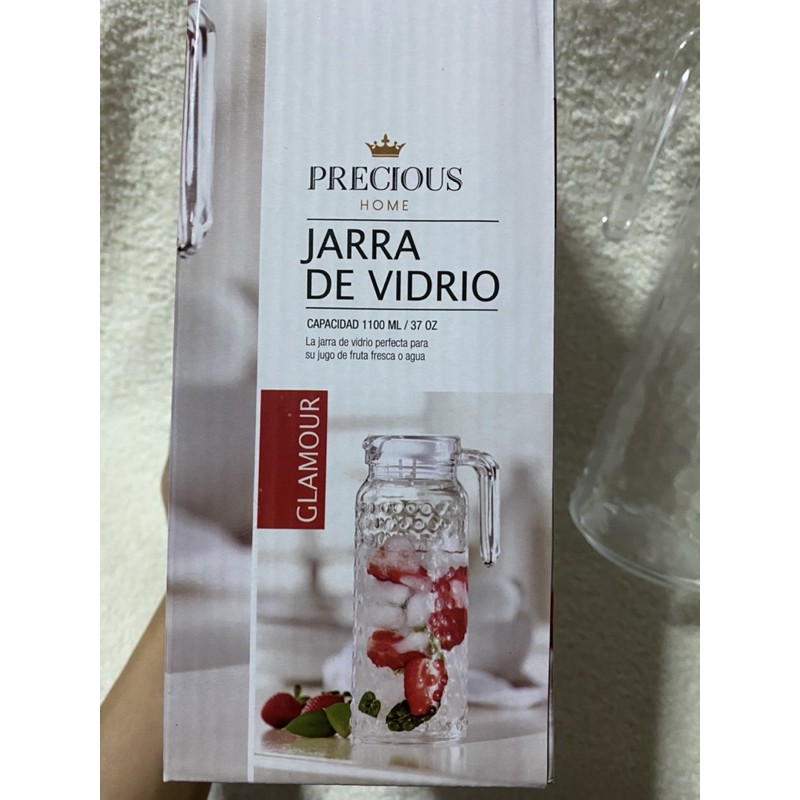 PRECIOUS
HOME
JARRA
DE VIDRIO
CAPACIDAD 1100 ML / 37 OZ
La jarra de vidrio perfecta para
su jugo de fruta fresca o agua
GLAMOUR